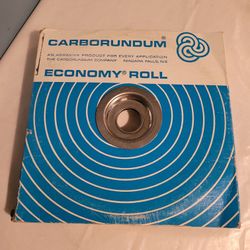 CARBORUNDUM®
AN ABRASIVE PRODUCT FOR EVERY APPLICATION
THE CARBORUNDUM COMPANY NIAGARA FALLS, N.Y.
ECONOMY® ROLL